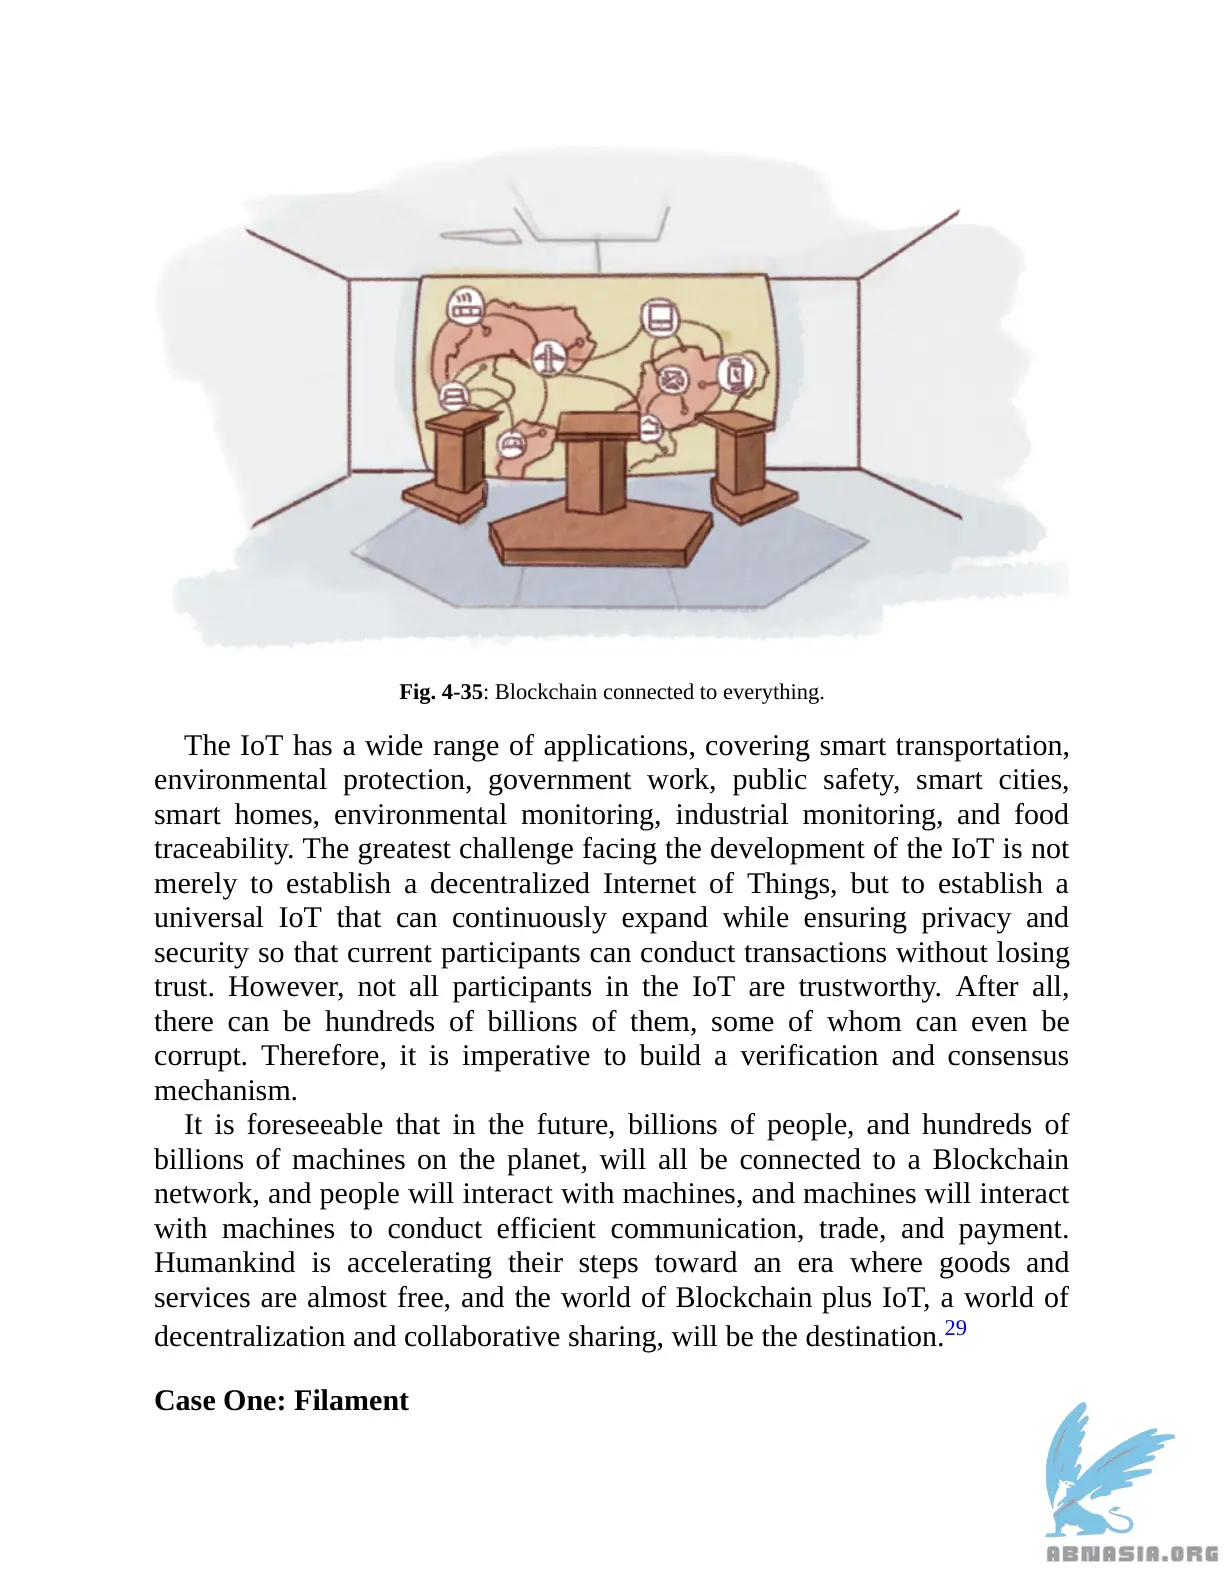 Fig. 4-35: Blockchain connected to everything.
The IoT has a wide range of applications, covering smart transportation,
environmental protection, government work, public safety, smart cities,
smart homes, environmental monitoring, industrial monitoring, and food
traceability. The greatest challenge facing the development of the IoT is not
merely to establish a decentralized Internet of Things, but to establish a
universal IoT that can continuously expand while ensuring privacy and
security so that current participants can conduct transactions without losing
trust. However, not all participants in the IoT are trustworthy. After all,
there can be hundreds of billions of them, some of whom can even be
corrupt. Therefore, it is imperative to build a verification and consensus
mechanism.
It is foreseeable that in the future, billions of people, and hundreds of
billions of machines on the planet, will all be connected to a Blockchain
network, and people will interact with machines, and machines will interact
with machines to conduct efficient communication, trade, and payment.
Humankind is accelerating their steps toward an era where goods and
services are almost free, and the world of Blockchain plus IoT, a world of
decentralization and collaborative sharing, will be the destination.29
Case One: Filament
ABNASIA.ORG